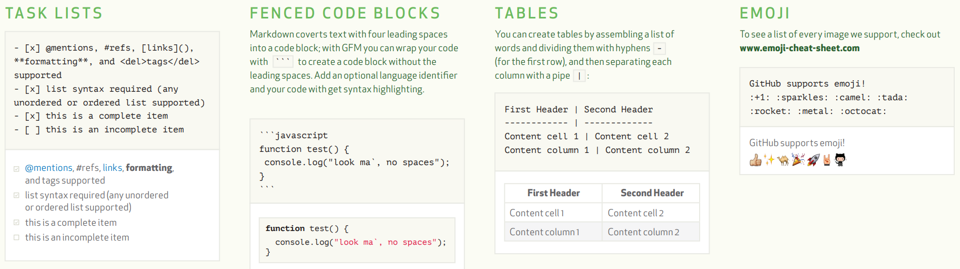 TASK LISTS
- [x] @mentions, #refs, [links](),
**formatting**, and <del>tags</del>
supported
- [x] list syntax required (any
unordered or ordered list supported)
- [x] this is a complete item
- [ ] this is an incomplete item
@mentions, #refs, links, formatting,
and tags supported
list syntax required (any unordered
or ordered list supported)
this is a complete item
this is an incomplete item
FENCED CODE BLOCKS
Markdown coverts text with four leading spaces
into a code block; with GFM you can wrap your code
with ``` to create a code block without the
leading spaces. Add an optional language identifier
and your code with get syntax highlighting.
```javascript
function test() {
 console.log("look ma`, no spaces");
}
```
function test() {
  console.log("look ma`, no spaces");
}
TABLES
You can create tables by assembling a list of
words and dividing them with hyphens -
(for the first row), and then separating each
column with a pipe | :
First Header | Second Header
------------ | -------------
Content cell 1 | Content cell 2
Content column 1 | Content column 2
First Header Second Header
Content cell 1 Content cell 2
Content column 1 Content column 2
EMOJI
To see a list of every image we support, check out
www.emoji-cheat-sheet.com
GitHub supports emoji!
:+1: :sparkles: :camel: :tada:
:rocket: :metal: :octocat:
GitHub supports emoji!